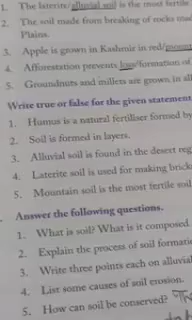 1. The laterite/alluvial soil is the most fertile
2. The soil made from breaking of rocks
Plains.
3. Apple is grown in Kashmir in red/
4. Afforestation prevents loss/formation of
5. Groundnuts and millets are grown in all
Write true or false for the given statement
1. Humus is a natural fertiliser formed by
2. Soil is formed in layers.
3. Alluvial soil is found in the desert reg
4. Laterite soil is used for making brick
5. Mountain soil is the most fertile soil
Answer the following questions.
1. What is soil? What is it composed
2. Explain the process of soil formati
3. Write three points each on alluvial
4. List some causes of soil erosion.
5. How can soil be conserved?